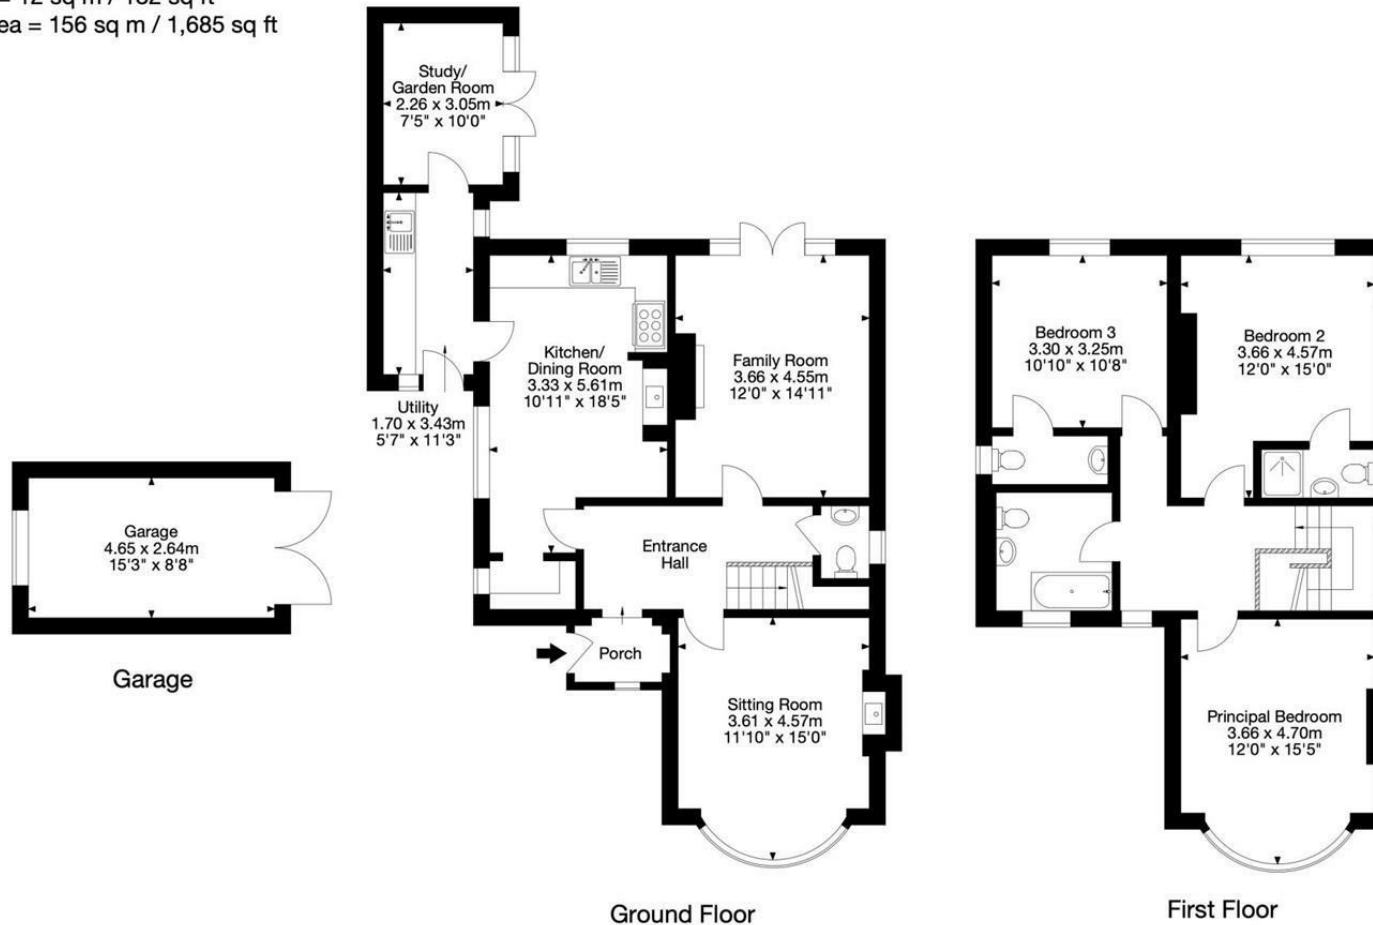 = 12 sq m / 132 sq ft
ea = 156 sq m / 1,685 sq ft
Study/
Garden Room
2.26 x 3.05m
7'5" x 10'0"
Kitchen/
Dining Room
3.33 x 5.61m
10'11" x 18'5"
Family Room
3.66 x 4.55m
12'0" x 14'11"
Utility
1.70 x 3.43m
5'7" x 11'3"
Entrance
Hall
Porch
Sitting Room
3.61 x 4.57m
11'10" x 15'0"
Garage
4.65 x 2.64m
15'3" x 8'8"
Garage
Bedroom 3
3.30 x 3.25m
10'10" x 10'8"
Bedroom 2
3.66 x 4.57m
12'0" x 15'0"
Principal Bedroom
3.66 x 4.70m
12'0" x 15'5"
Ground Floor
First Floor